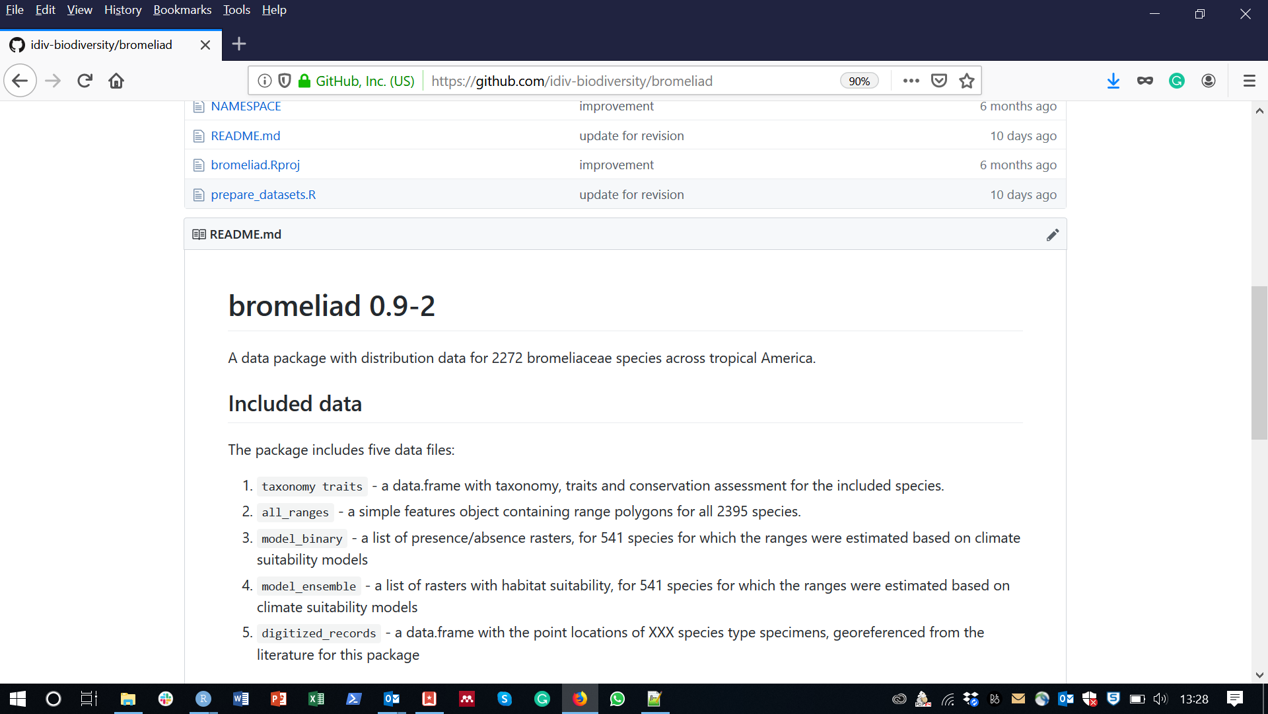 File Edit View History Bookmarks Tools Help
idiv-biodiversity/bromeliad
GitHub, Inc. (US) https://github.com/idiv-biodiversity/bromeliad 90%
NAMESPACE improvement 6 months ago
README.md update for revision 10 days ago
bromeliad.Rproj improvement 6 months ago
prepare_datasets.R update for revision 10 days ago
README.md
bromeliad 0.9-2
A data package with distribution data for 2272 bromeliaceae species across tropical America.
Included data
The package includes five data files:
1. taxonomy traits - a data.frame with taxonomy, traits and conservation assessment for the included species.
2. all_ranges - a simple features object containing range polygons for all 2395 species.
3. model_binary - a list of presence/absence rasters, for 541 species for which the ranges were estimated based on climate
suitability models
4. model_ensemble - a list of rasters with habitat suitability, for 541 species for which the ranges were estimated based on
climate suitability models
5. digitized_records - a data.frame with the point locations of XXX species type specimens, georeferenced from the
literature for this package
13:28